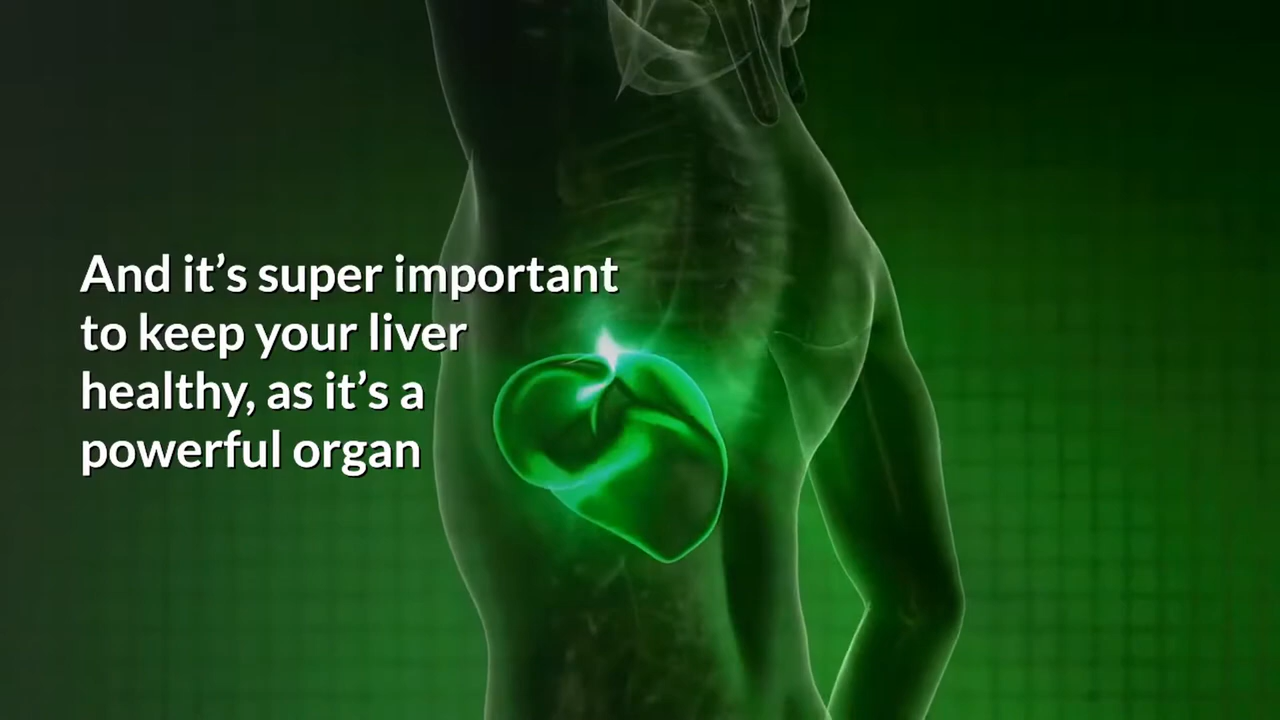 And it’s super important
to keep your liver
healthy, as it’s a
powerful organ